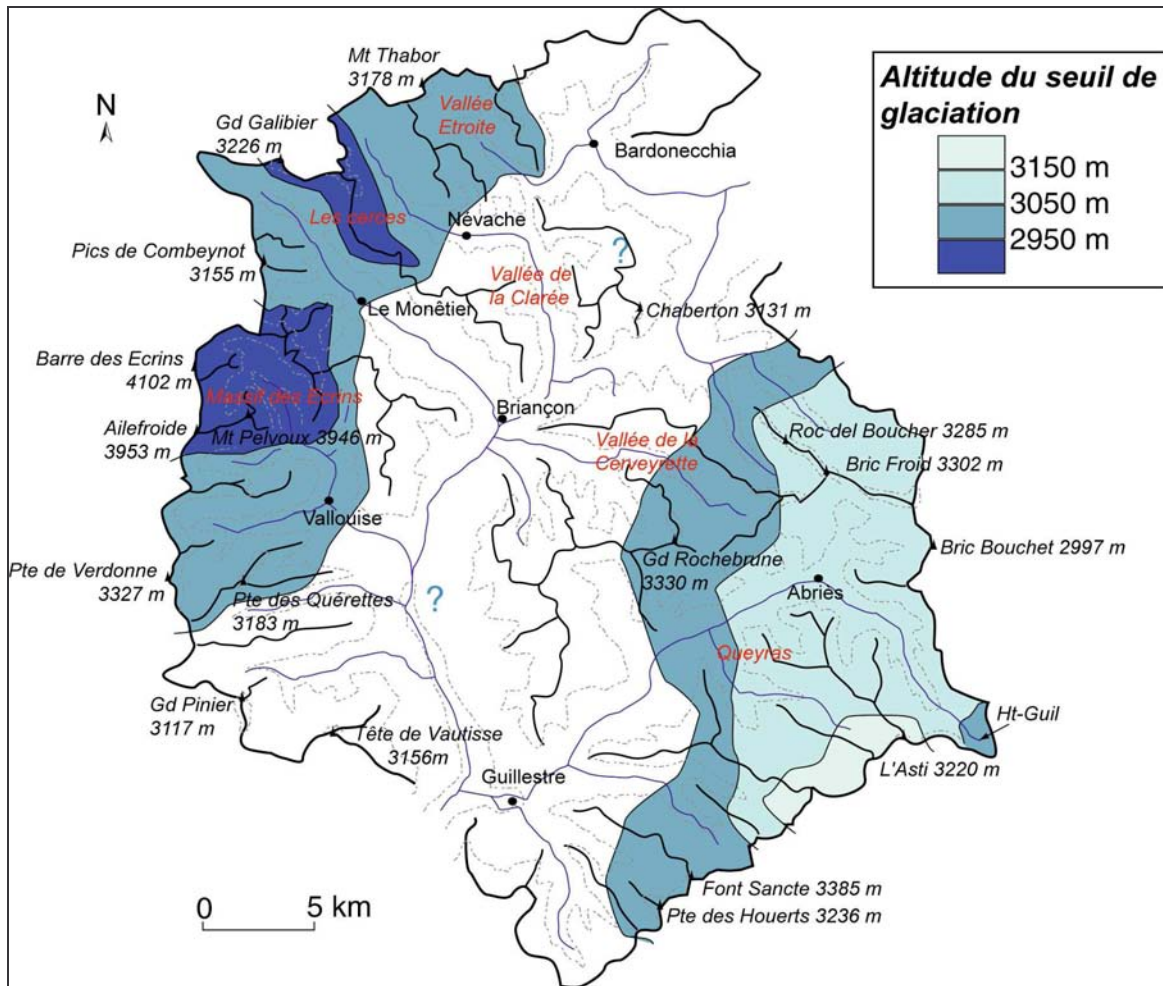 Altitude du seuil de
glaciation
3150 m
3050 m
2950 m
N
Mt Thabor
3178 m
Vallée
Etroite
Gd Galibier
3226 m
Bardonecchia
Les cerces
Névache
?
Pics de Combeynot
3155 m
Vallée de
la Clarée
Le Monêtier
Chaberton 3131 m
Barre des Ecrins
4102 m
Massif des Ecrins
Briançon
Ailefroide
3953 m
Mt Pelvoux 3946 m
Vallée de la
Cerveyrette
Roc del Boucher 3285 m
Bric Froid 3302 m
Vallouise
Gd Rochebrune
3330 m
Bric Bouchet 2997 m
Pte de Verdonne
3327 m
Pte des Quérettes
3183 m
?
Abries
Queyras
Gd Pinier
3117 m
Tête de Vautisse
3156m
Ht-Guil
L'Asti 3220 m
Guillestre
Font Sancte 3385 m
Pte des Houerts 3236 m
0 5 km